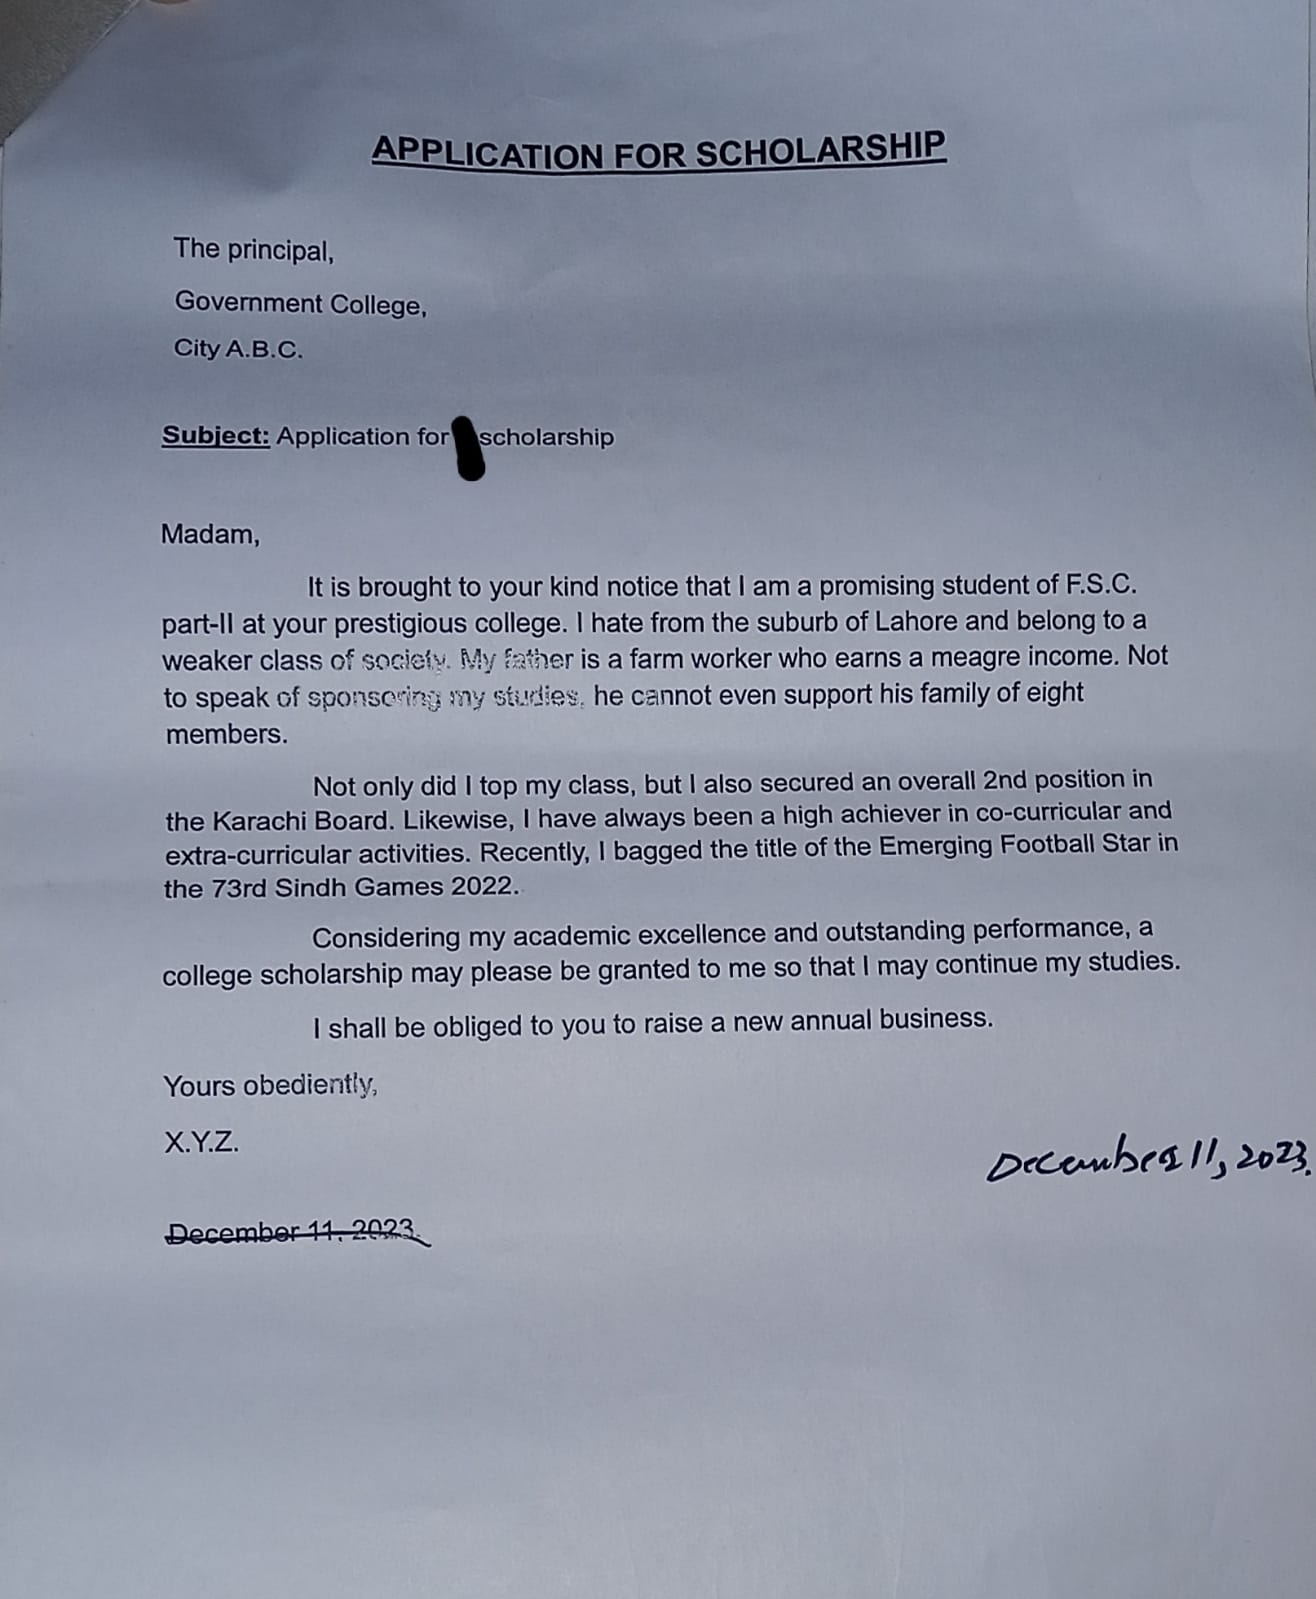 APPLICATION FOR SCHOLARSHIP
The principal,
Government College,
City A.B.C.
Subject: Application for scholarship
Madam,
It is brought to your kind notice that I am a promising student of F.S.C.
part-II at your prestigious college. I hate from the suburb of Lahore and belong to a
weaker class of society. My father is a farm worker who earns a meagre income. Not
to speak of sponsoring my studies, he cannot even support his family of eight
members.
Not only did I top my class, but I also secured an overall 2nd position in
the Karachi Board. Likewise, I have always been a high achiever in co-curricular and
extra-curricular activities. Recently, I bagged the title of the Emerging Football Star in
the 73rd Sindh Games 2022.
Considering my academic excellence and outstanding performance, a
college scholarship may please be granted to me so that I may continue my studies.
I shall be obliged to you to raise a new annual business.
Yours obediently,
X.Y.Z.
December 11, 2023.
December 11, 2023.